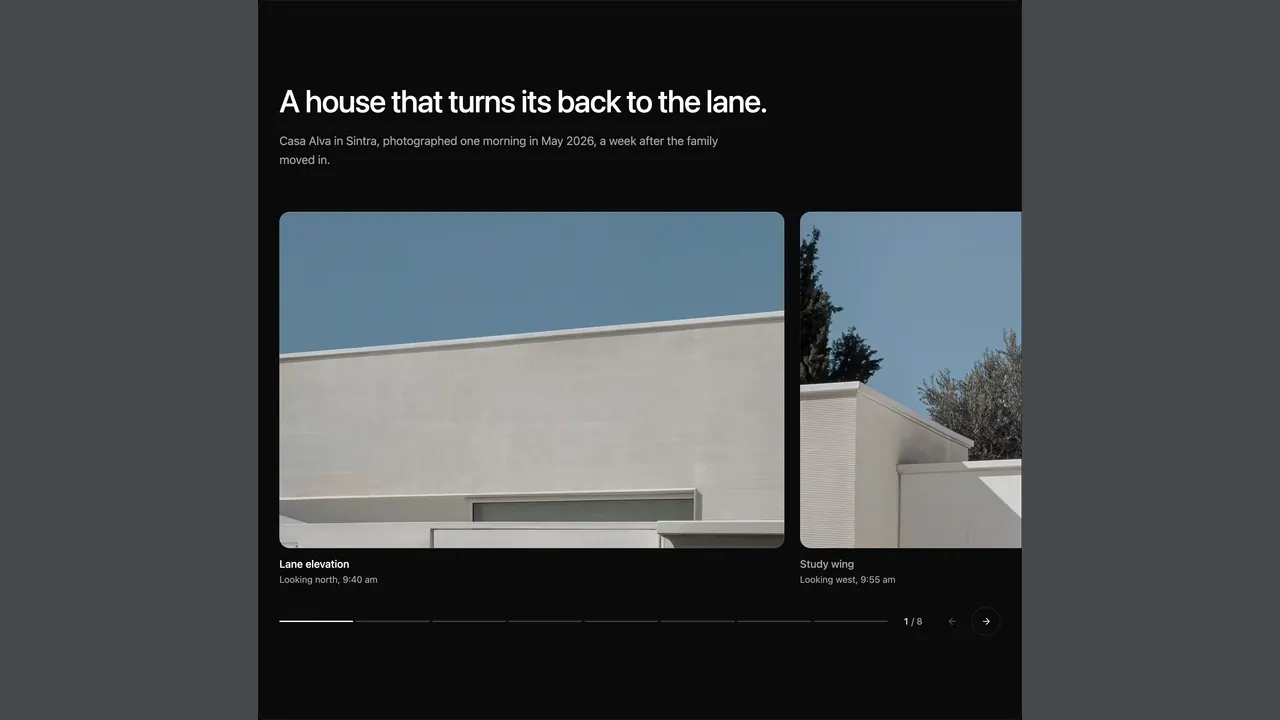 A house that turns its back to the lane.
Casa Alva in Sintra, photographed one morning in May 2026, a week after the family
moved in.
Lane elevation
Looking north, 9:40 am
Study wing
Looking west, 9:55 am
1 / 8